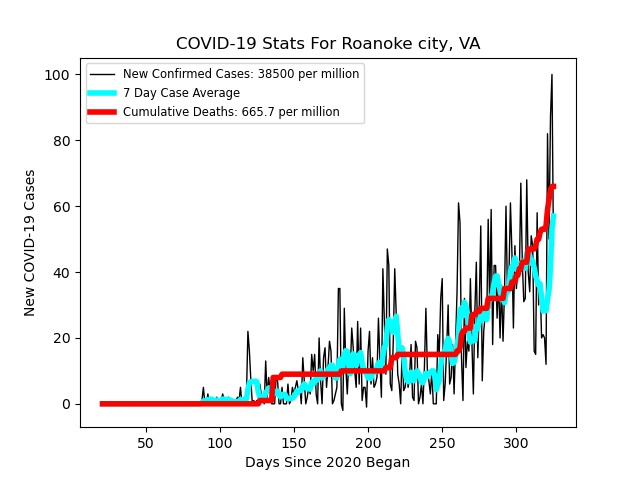 COVID-19 Stats For Roanoke city, VA
New Confirmed Cases: 38500 per million
7 Day Case Average
Cumulative Deaths: 665.7 per million
New COVID-19 Cases
100
80
60
40
20
0
50 100 150 200 250 300
Days Since 2020 Began